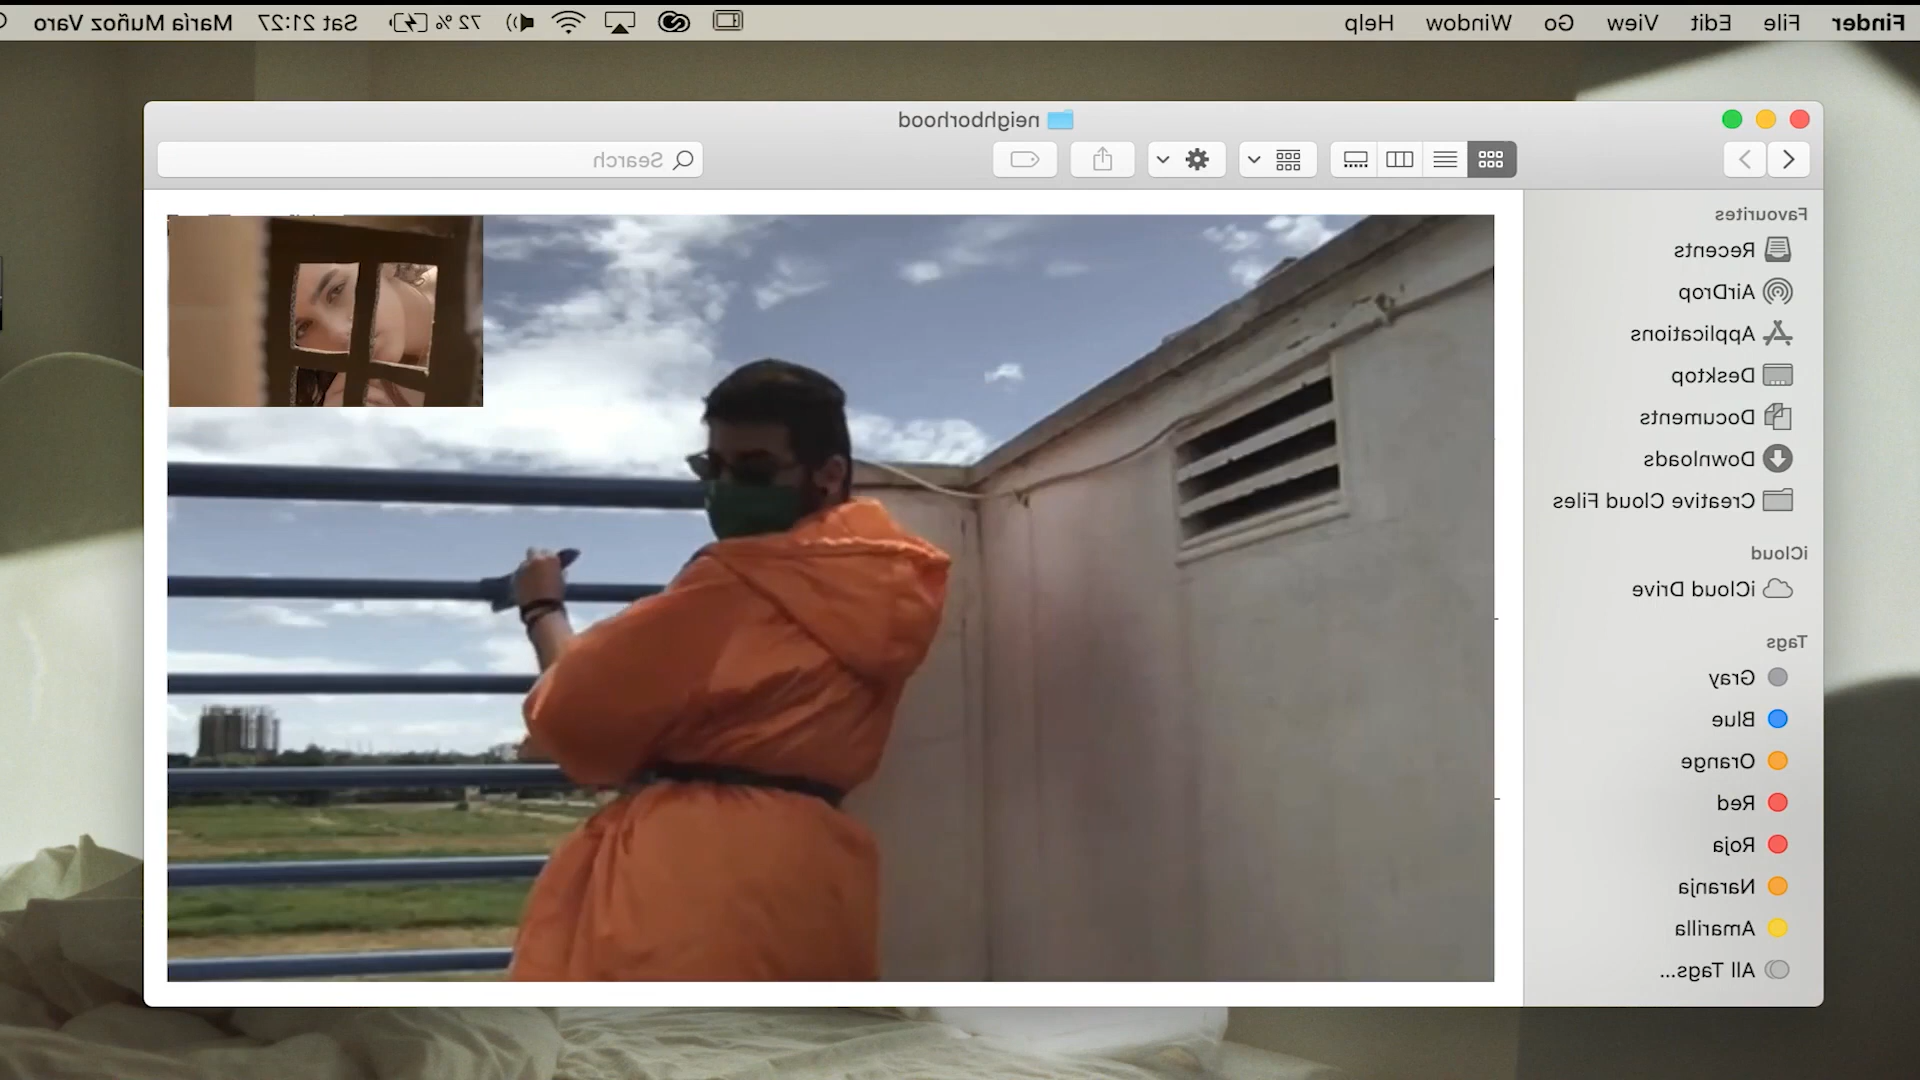 Finder File Edit View Go Window Help 72 % Sat 21:27 María Muñoz Varo
neighborhood
Search
Favourites
Recents
AirDrop
Applications
Desktop
Documents
Downloads
Creative Cloud Files
iCloud
iCloud Drive
Tags
Gray
Blue
Orange
Red
Roja
Naranja
Amarilla
All Tags...